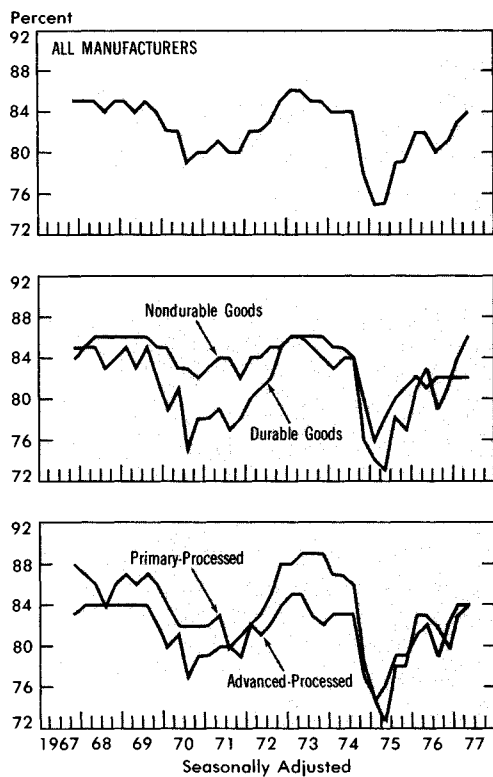 Percent
92
ALL MANUFACTURERS
88
84
80
76
72
88
Nondurable Goods
84
80
Durable Goods
76
72
92
88
Primary-Processed
84
80
76
Advanced-Processed
72
1967 68 69 70 71 72 73 74 75 76 77
Seasonally Adjusted